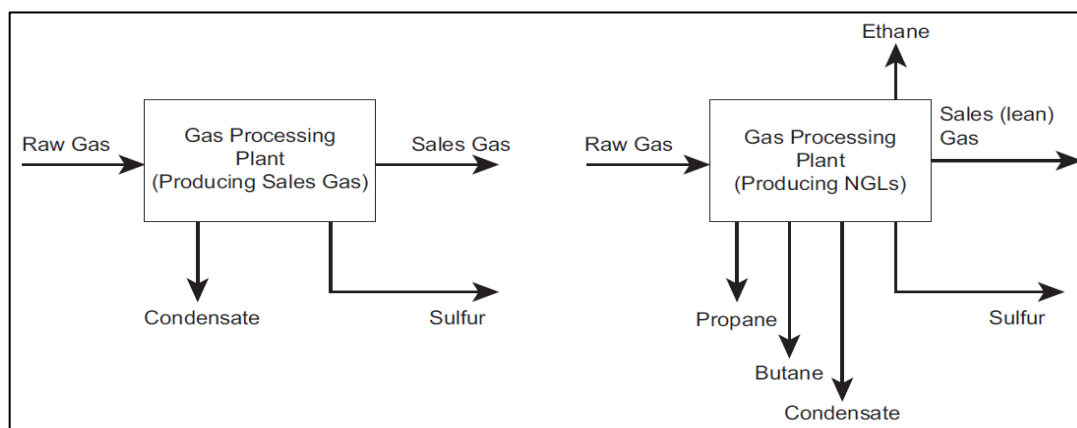 Raw Gas
Gas Processing
Plant
(Producing Sales Gas)
Sales Gas
Condensate
Sulfur
Ethane
Raw Gas
Gas Processing
Plant
(Producing NGLs)
Sales (lean)
Gas
Propane
Butane
Condensate
Sulfur